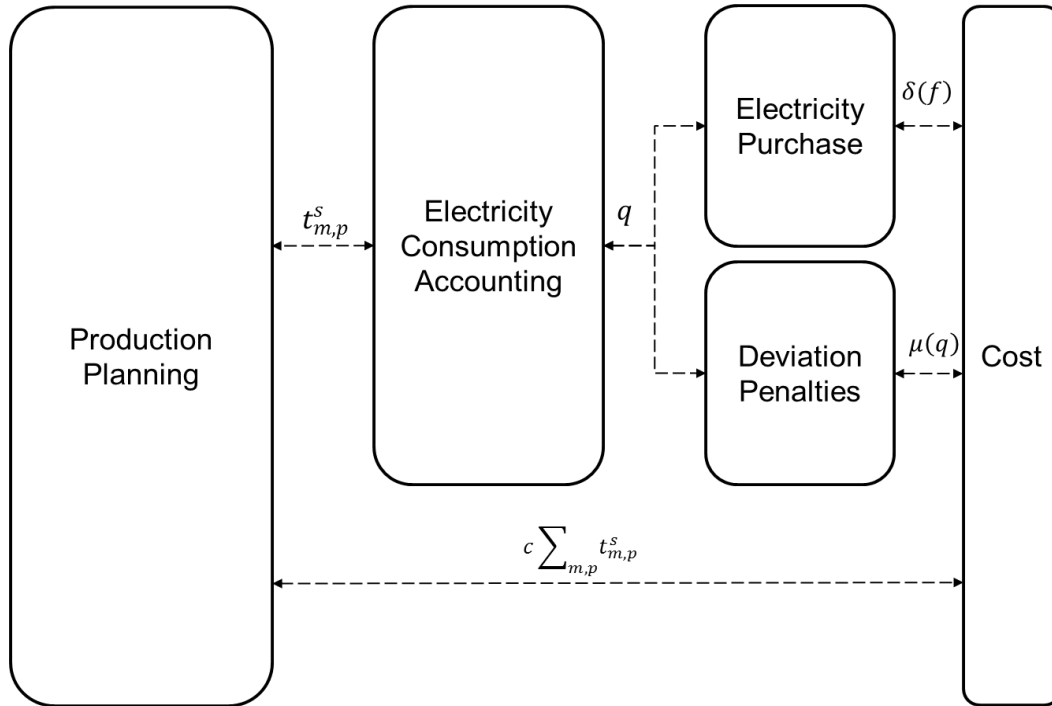 Production
Planning
t^s_{m,p}
Electricity
Consumption
Accounting
q
Electricity
Purchase
δ(f)
Deviation
Penalties
μ(q)
Cost
c ∑_{m,p} t^s_{m,p}